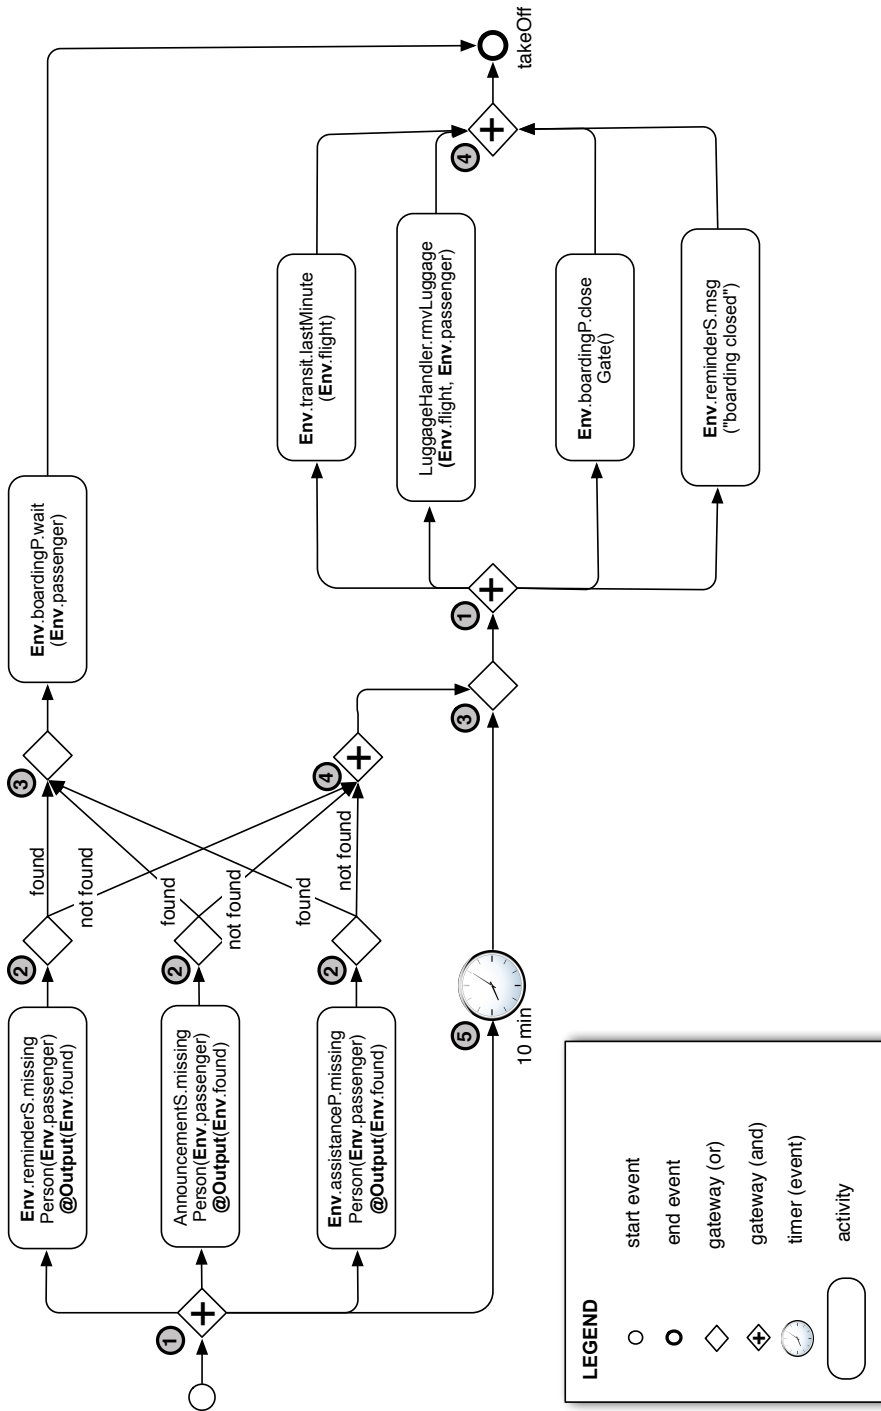 1
Env.reminderS.missing
Person(Env.passenger)
@Output(Env.found)
2
found
not found
3
Env.boardingP.wait
(Env.passenger)
AnnouncementS.missing
Person(Env.passenger)
@Output(Env.found)
2
found
not found
Env.assistanceP.missing
Person(Env.passenger)
@Output(Env.found)
2
found
not found
4
5
10 min
3
1
Env.transit.lastMinute
(Env.flight)
LuggageHandler.rmvLuggage
(Env.flight, Env.passenger)
Env.boardingP.close
Gate()
Env.reminderS.msg
("boarding closed")
4
takeOff
LEGEND
start event
end event
gateway (or)
gateway (and)
timer (event)
activity